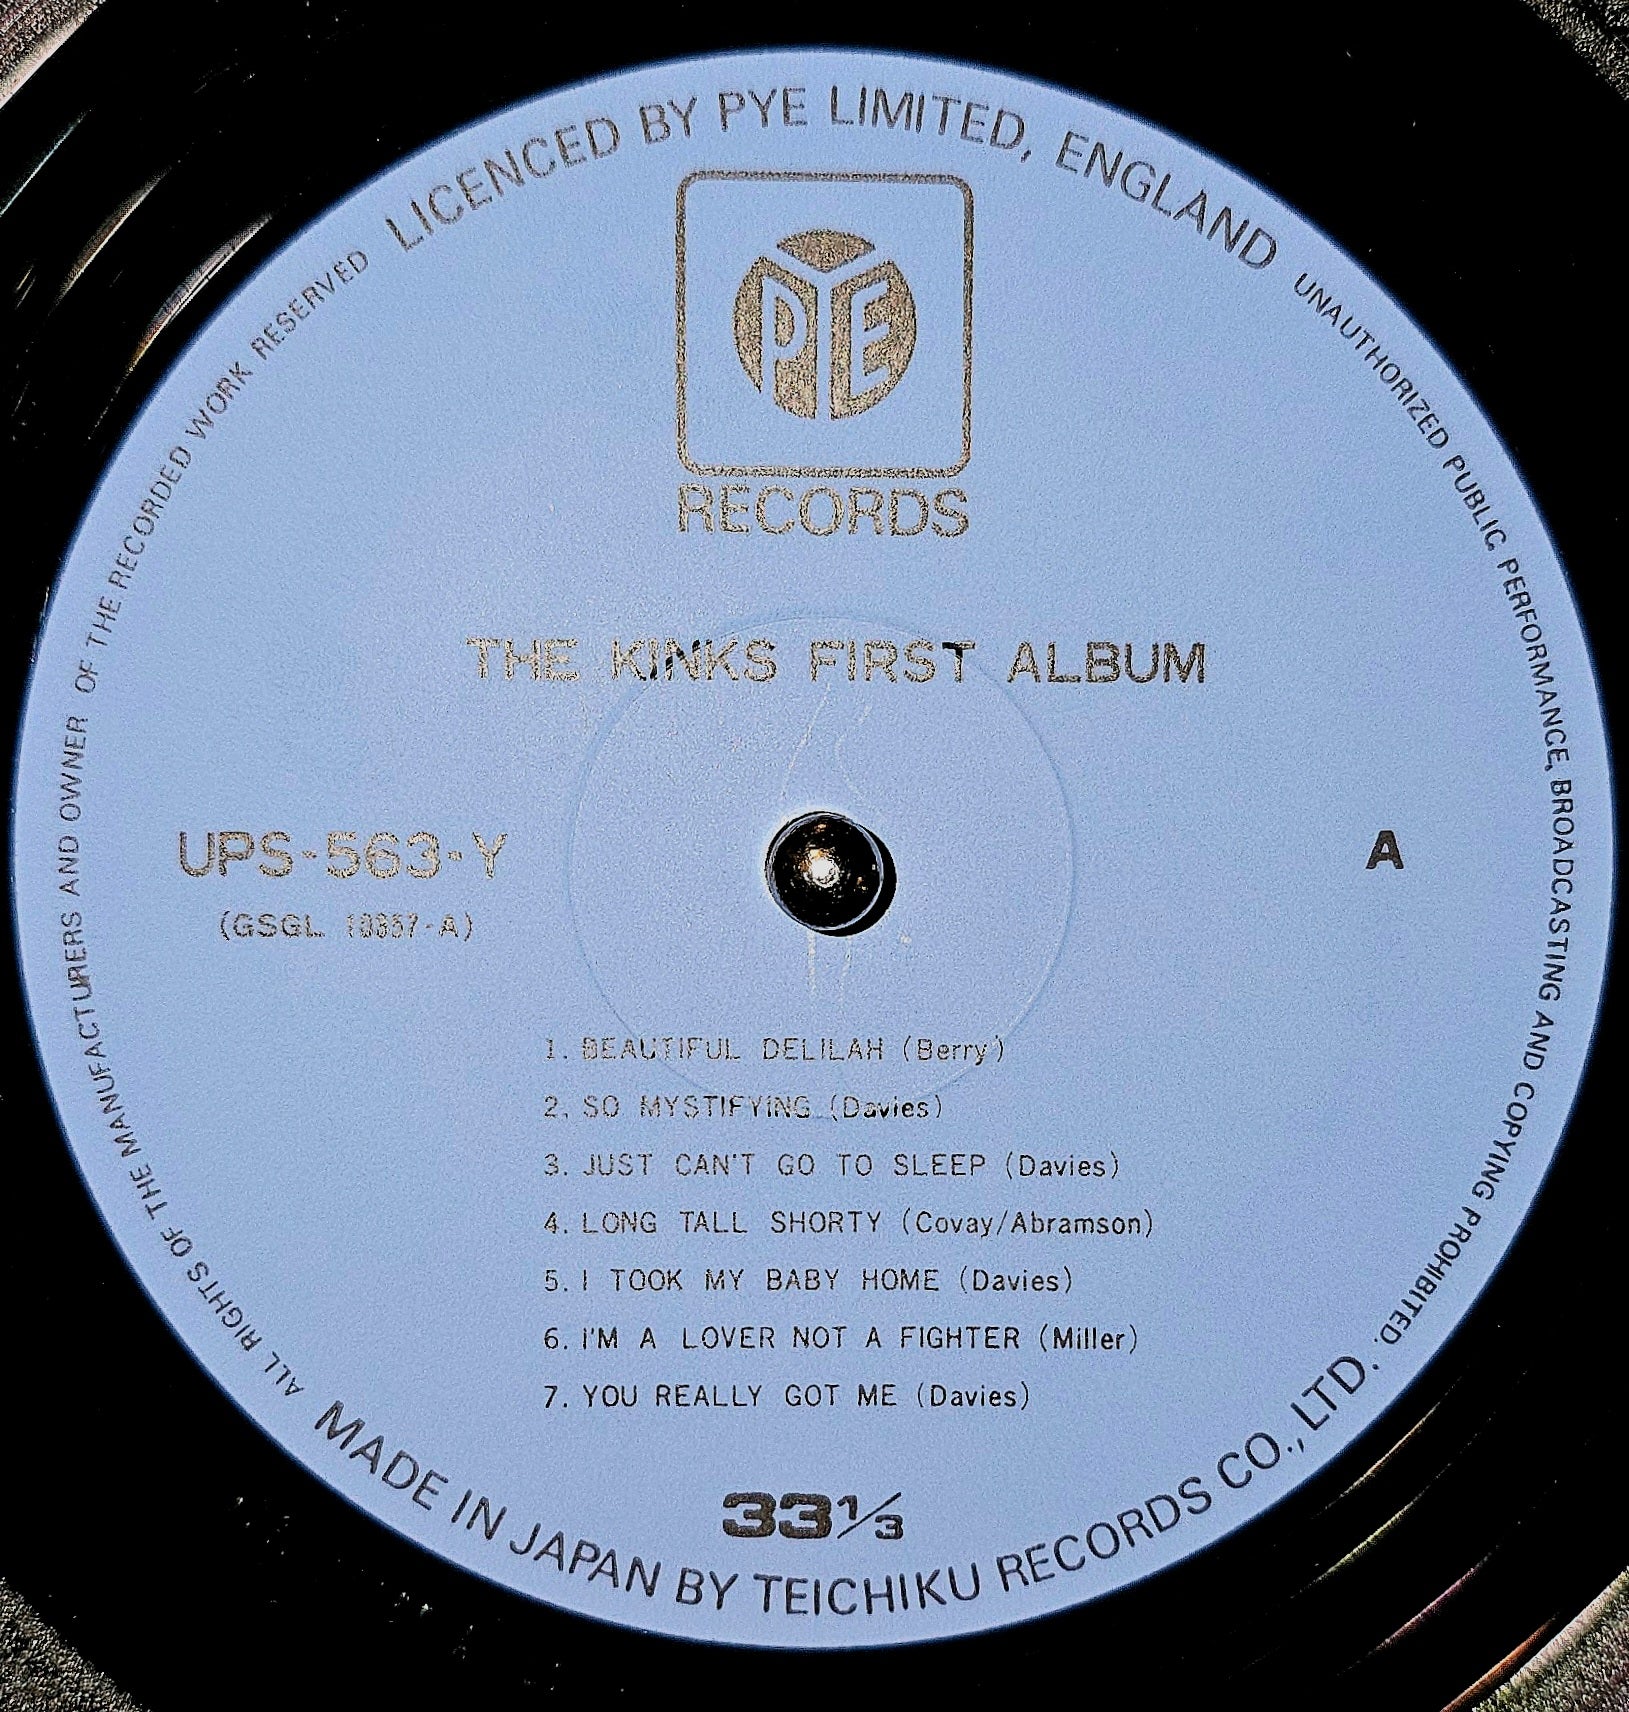 LICENCED BY PYE LIMITED, ENGLAND
UNAUTHORIZED PUBLIC, PERFORMANCE, BROADCASTING AND COPYING PROHIBITED.
PYE
RECORDS
THE KINKS FIRST ALBUM
UPS-563-Y
A
(GSGL 10357-A)
1. BEAUTIFUL DELILAH (Berry)
2. SO MYSTIFYING (Davies)
3. JUST CAN'T GO TO SLEEP (Davies)
4. LONG TALL SHORTY (Covay/Abramson)
5. I TOOK MY BABY HOME (Davies)
6. I'M A LOVER NOT A FIGHTER (Miller)
7. YOU REALLY GOT ME (Davies)
33 1/3
MADE IN JAPAN BY TEICHIKU RECORDS CO., LTD.
ALL RIGHTS OF THE MANUFACTURERS AND OWNER OF THE RECORDED WORK RESERVED